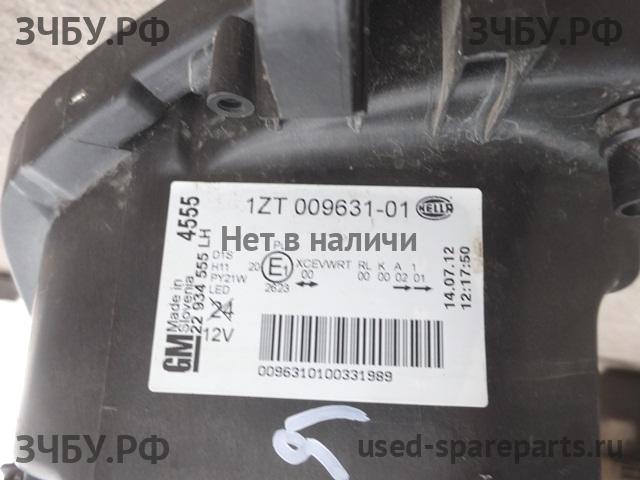 ЗЧБУ.РФ
ЗЧБУ.РФ
1ZT 009631-01
HELLA
4555
Нет в наличи
GM
Made in
Slovenia
22 934 555 LH
D1S
H11
PY21W
LED
12V
20
E1
2623
XCEVWRT RL K A 1
00 00 00 02 01
14.07.12
12:17:50
0096310100331989
ЗЧБУ.РФ
used-spareparts.ru